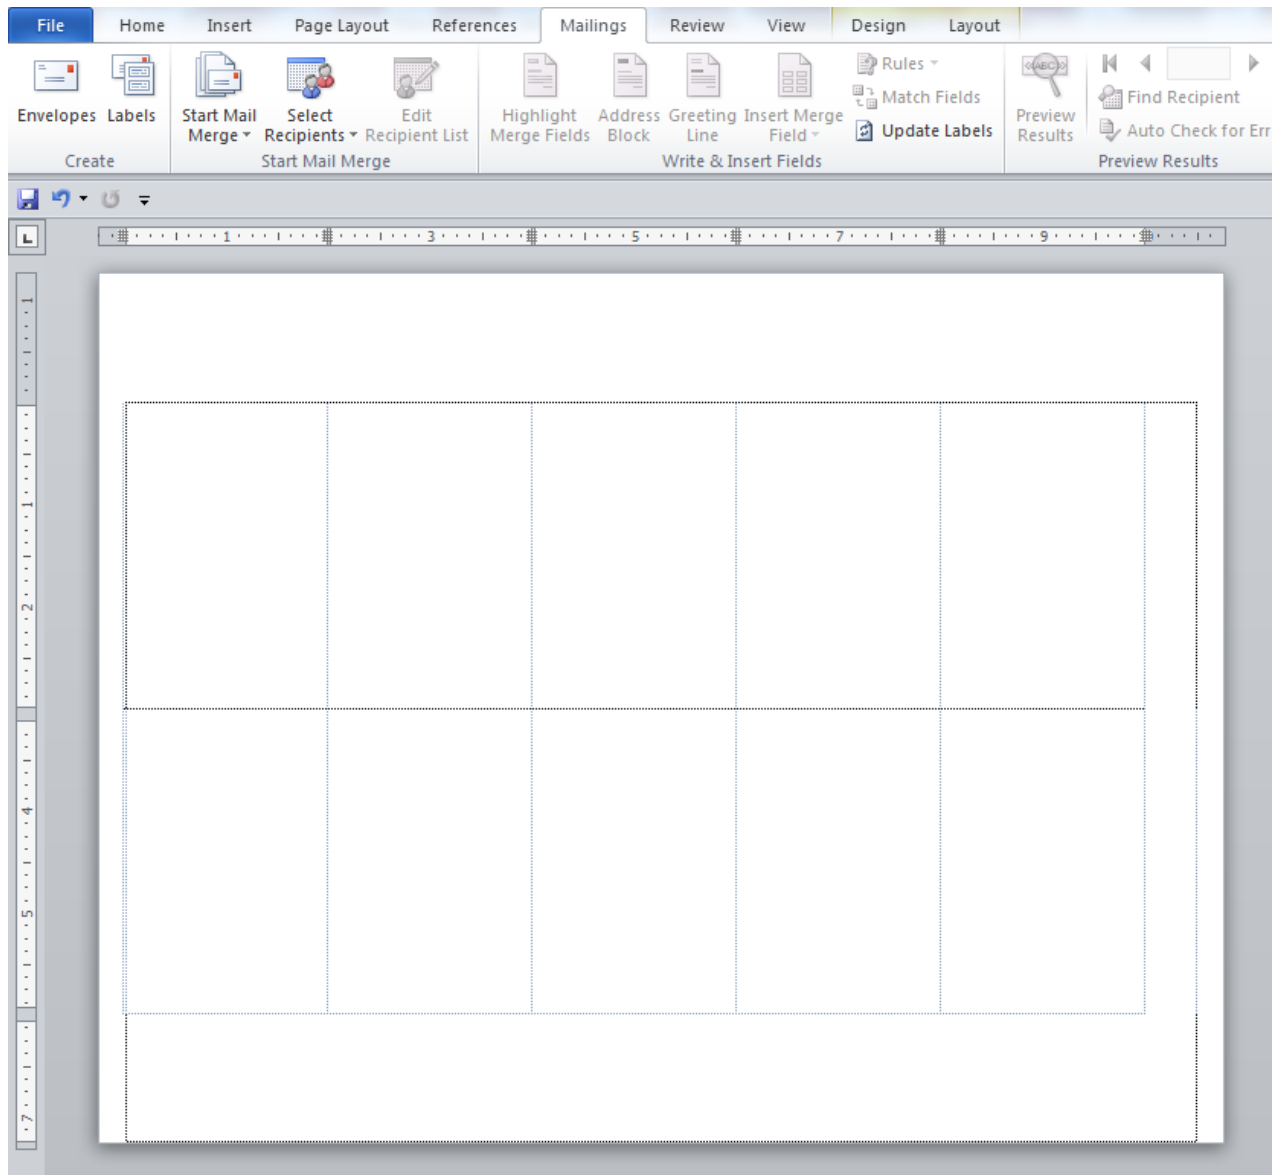 File Home Insert Page Layout References Mailings Review View Design Layout
Envelopes Labels
Create
Start Mail Merge Select Recipients Edit Recipient List
Start Mail Merge
Highlight Merge Fields Address Block Greeting Line Insert Merge Field
Rules
Match Fields
Update Labels
Write & Insert Fields
«ABC»
Preview Results
Find Recipient
Auto Check for Err
Preview Results
L
1 3 5 7 9
1
1
2
4
5
7